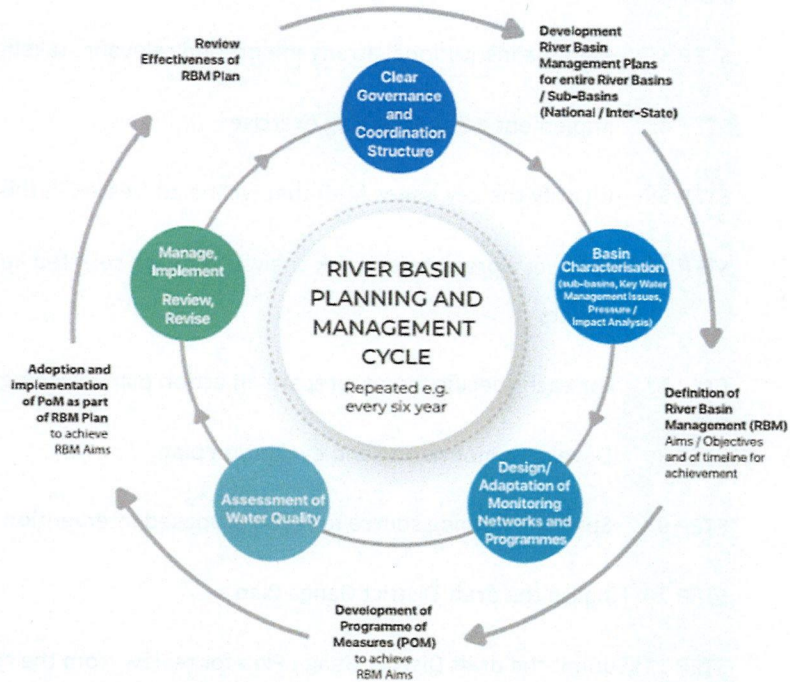 Review
Effectiveness of
RBM Plan
Development
River Basin
Management Plans
for entire River Basins
/ Sub-Basins
(National / Inter-State)
Clear
Governance
and
Coordination
Structure
Basin
Characterisation
(sub-basins, Key Water
Management Issues,
Pressure /
Impact Analysis)
Manage,
Implement
Review,
Revise
RIVER BASIN
PLANNING AND
MANAGEMENT
CYCLE
Repeated e.g.
every six year
Adoption and
implementation
of PoM as part
of RBM Plan
to achieve
RBM Aims
Definition of
River Basin
Management (RBM)
Aims / Objectives
and of timeline for
achievement
Assessment of
Water Quality
Design/
Adaptation of
Monitoring
Networks and
Programmes
Development of
Programme of
Measures (POM)
to achieve
RBM Aims